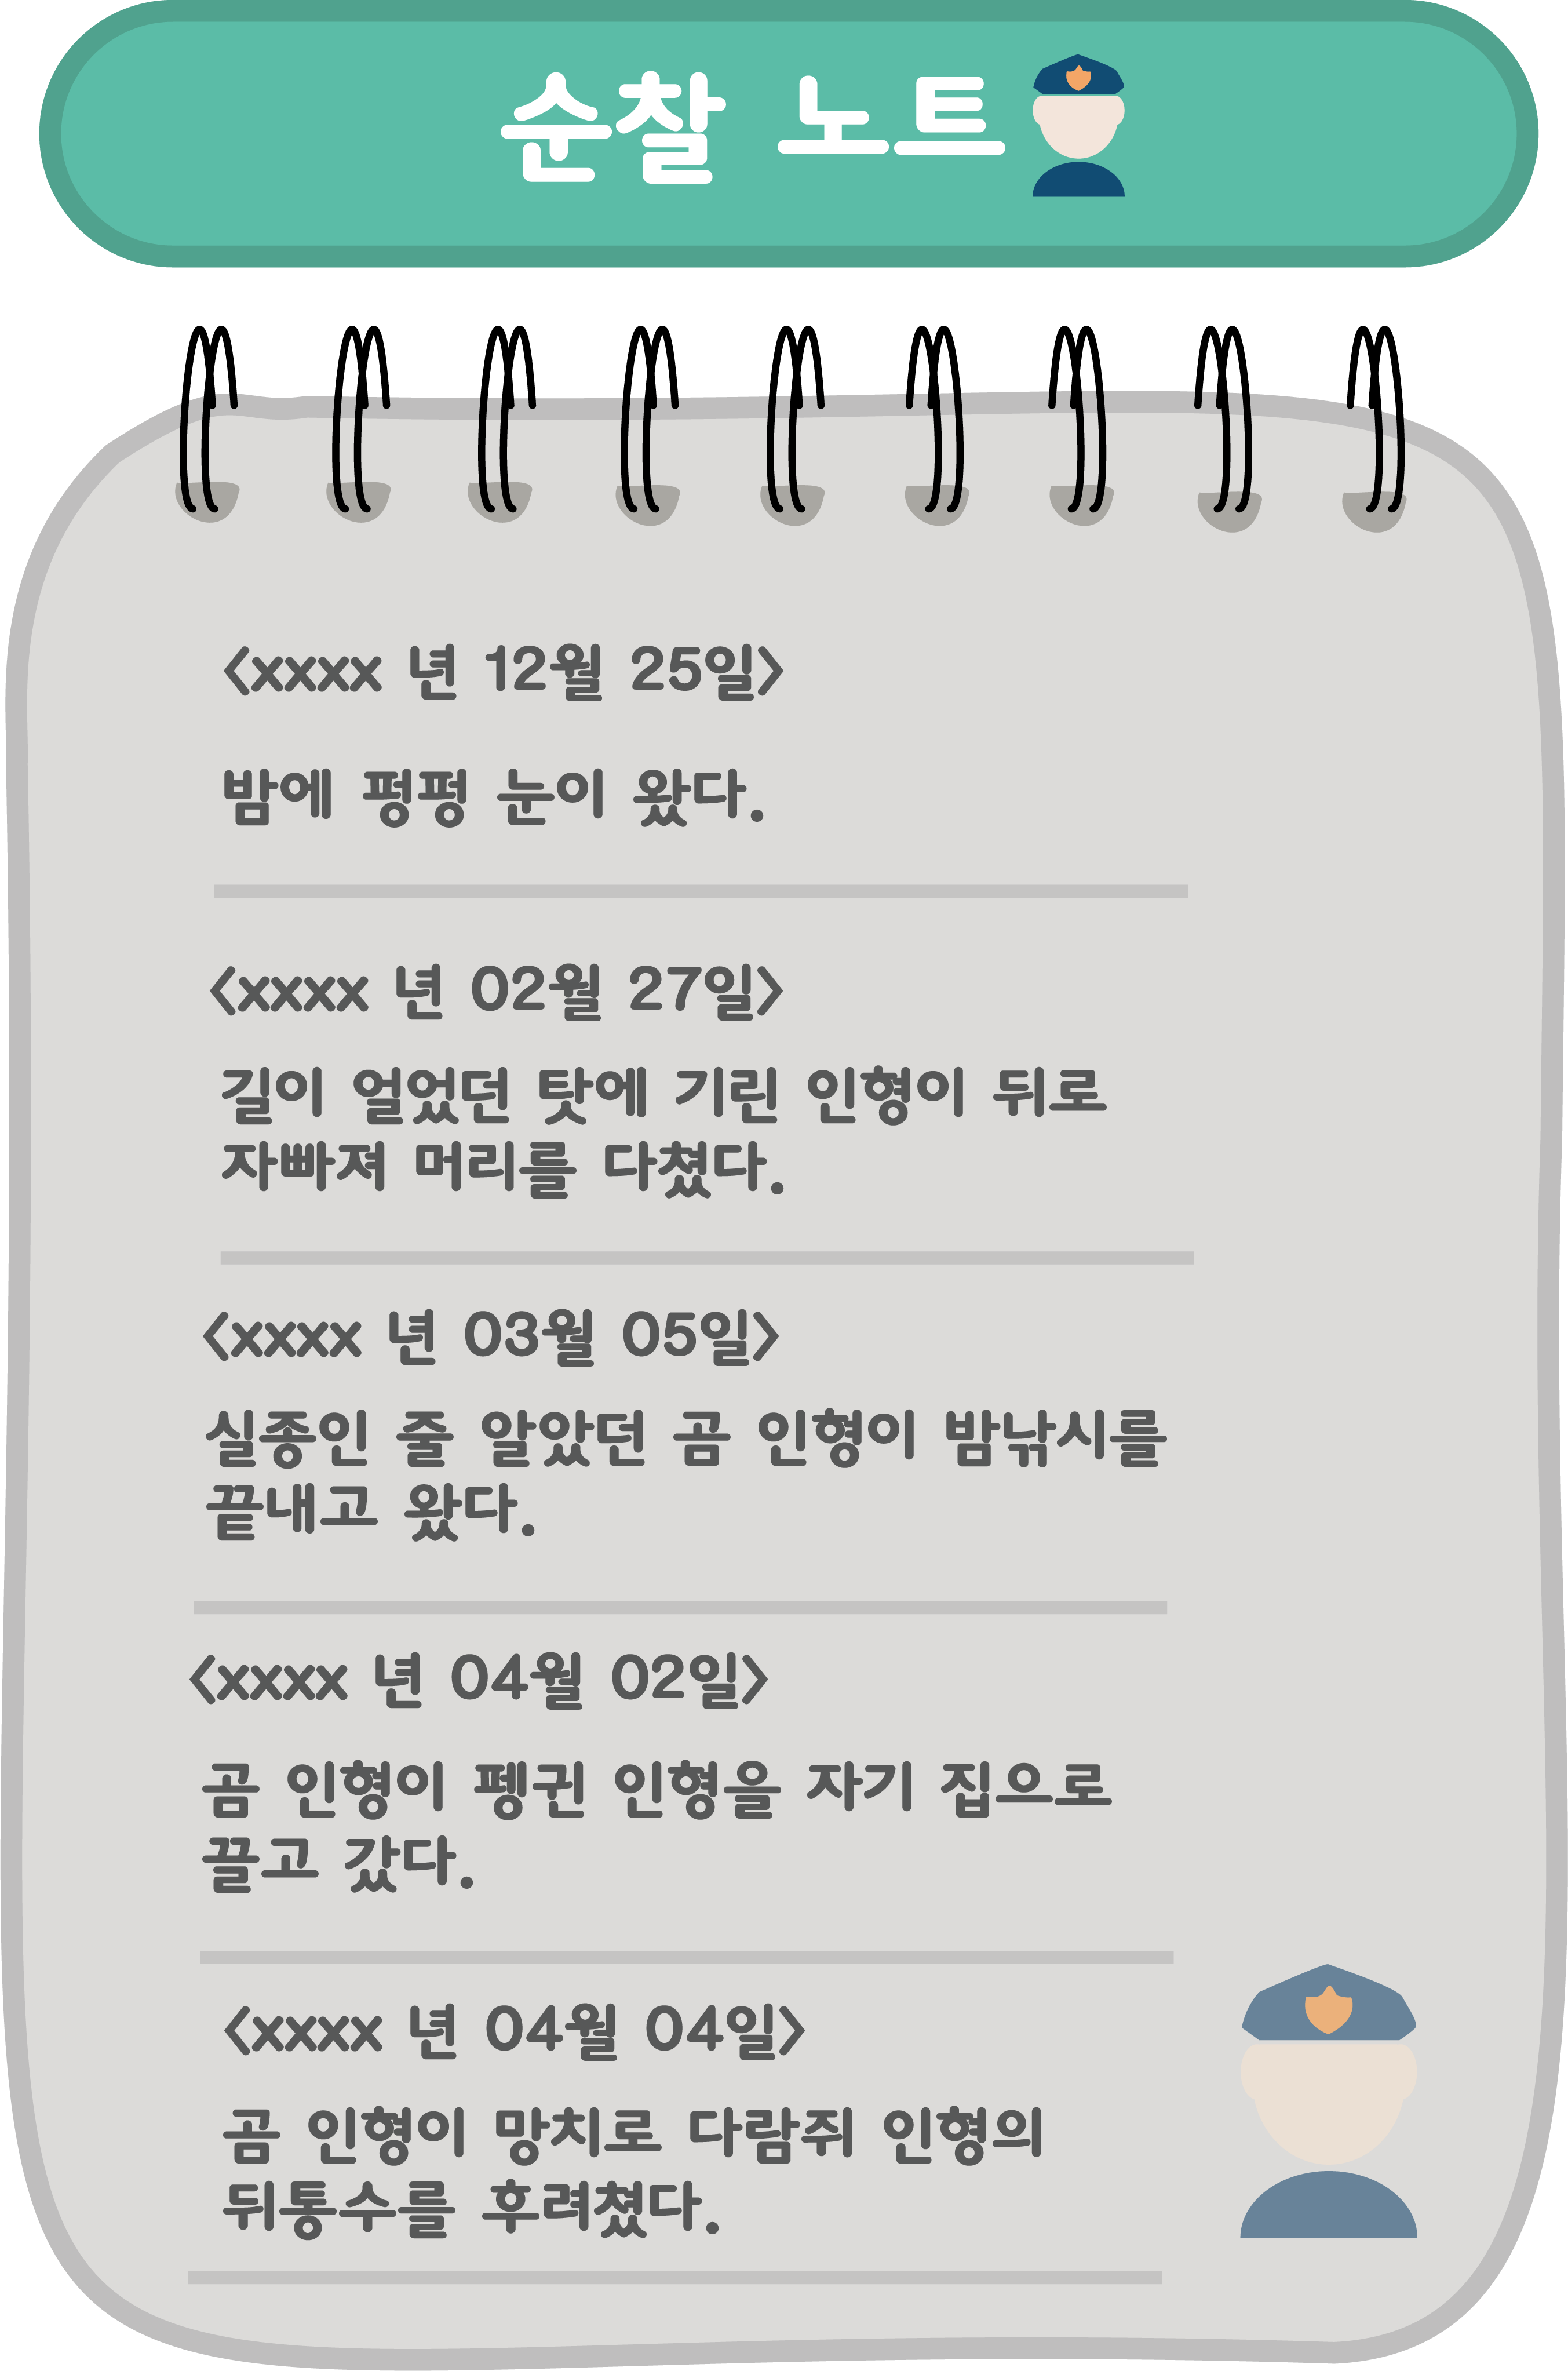 순찰 노트
<xxxxx 년 12월 25일>
밤에 펑펑 눈이 왔다.
<xxxxx 년 02월 27일>
길이 얼었던 탓에 기린 인형이 뒤로
자빠져 머리를 다쳤다.
<xxxxx 년 03월 05일>
실종인 줄 알았던 곰 인형이 밤낚시를
끝내고 왔다.
<xxxxx 년 04월 02일>
곰 인형이 팽귄 인형을 자기 집으로
끌고 갔다.
<xxxxx 년 04월 04일>
곰 인형이 망치로 다람쥐 인형의
뒤통수를 후려쳤다.